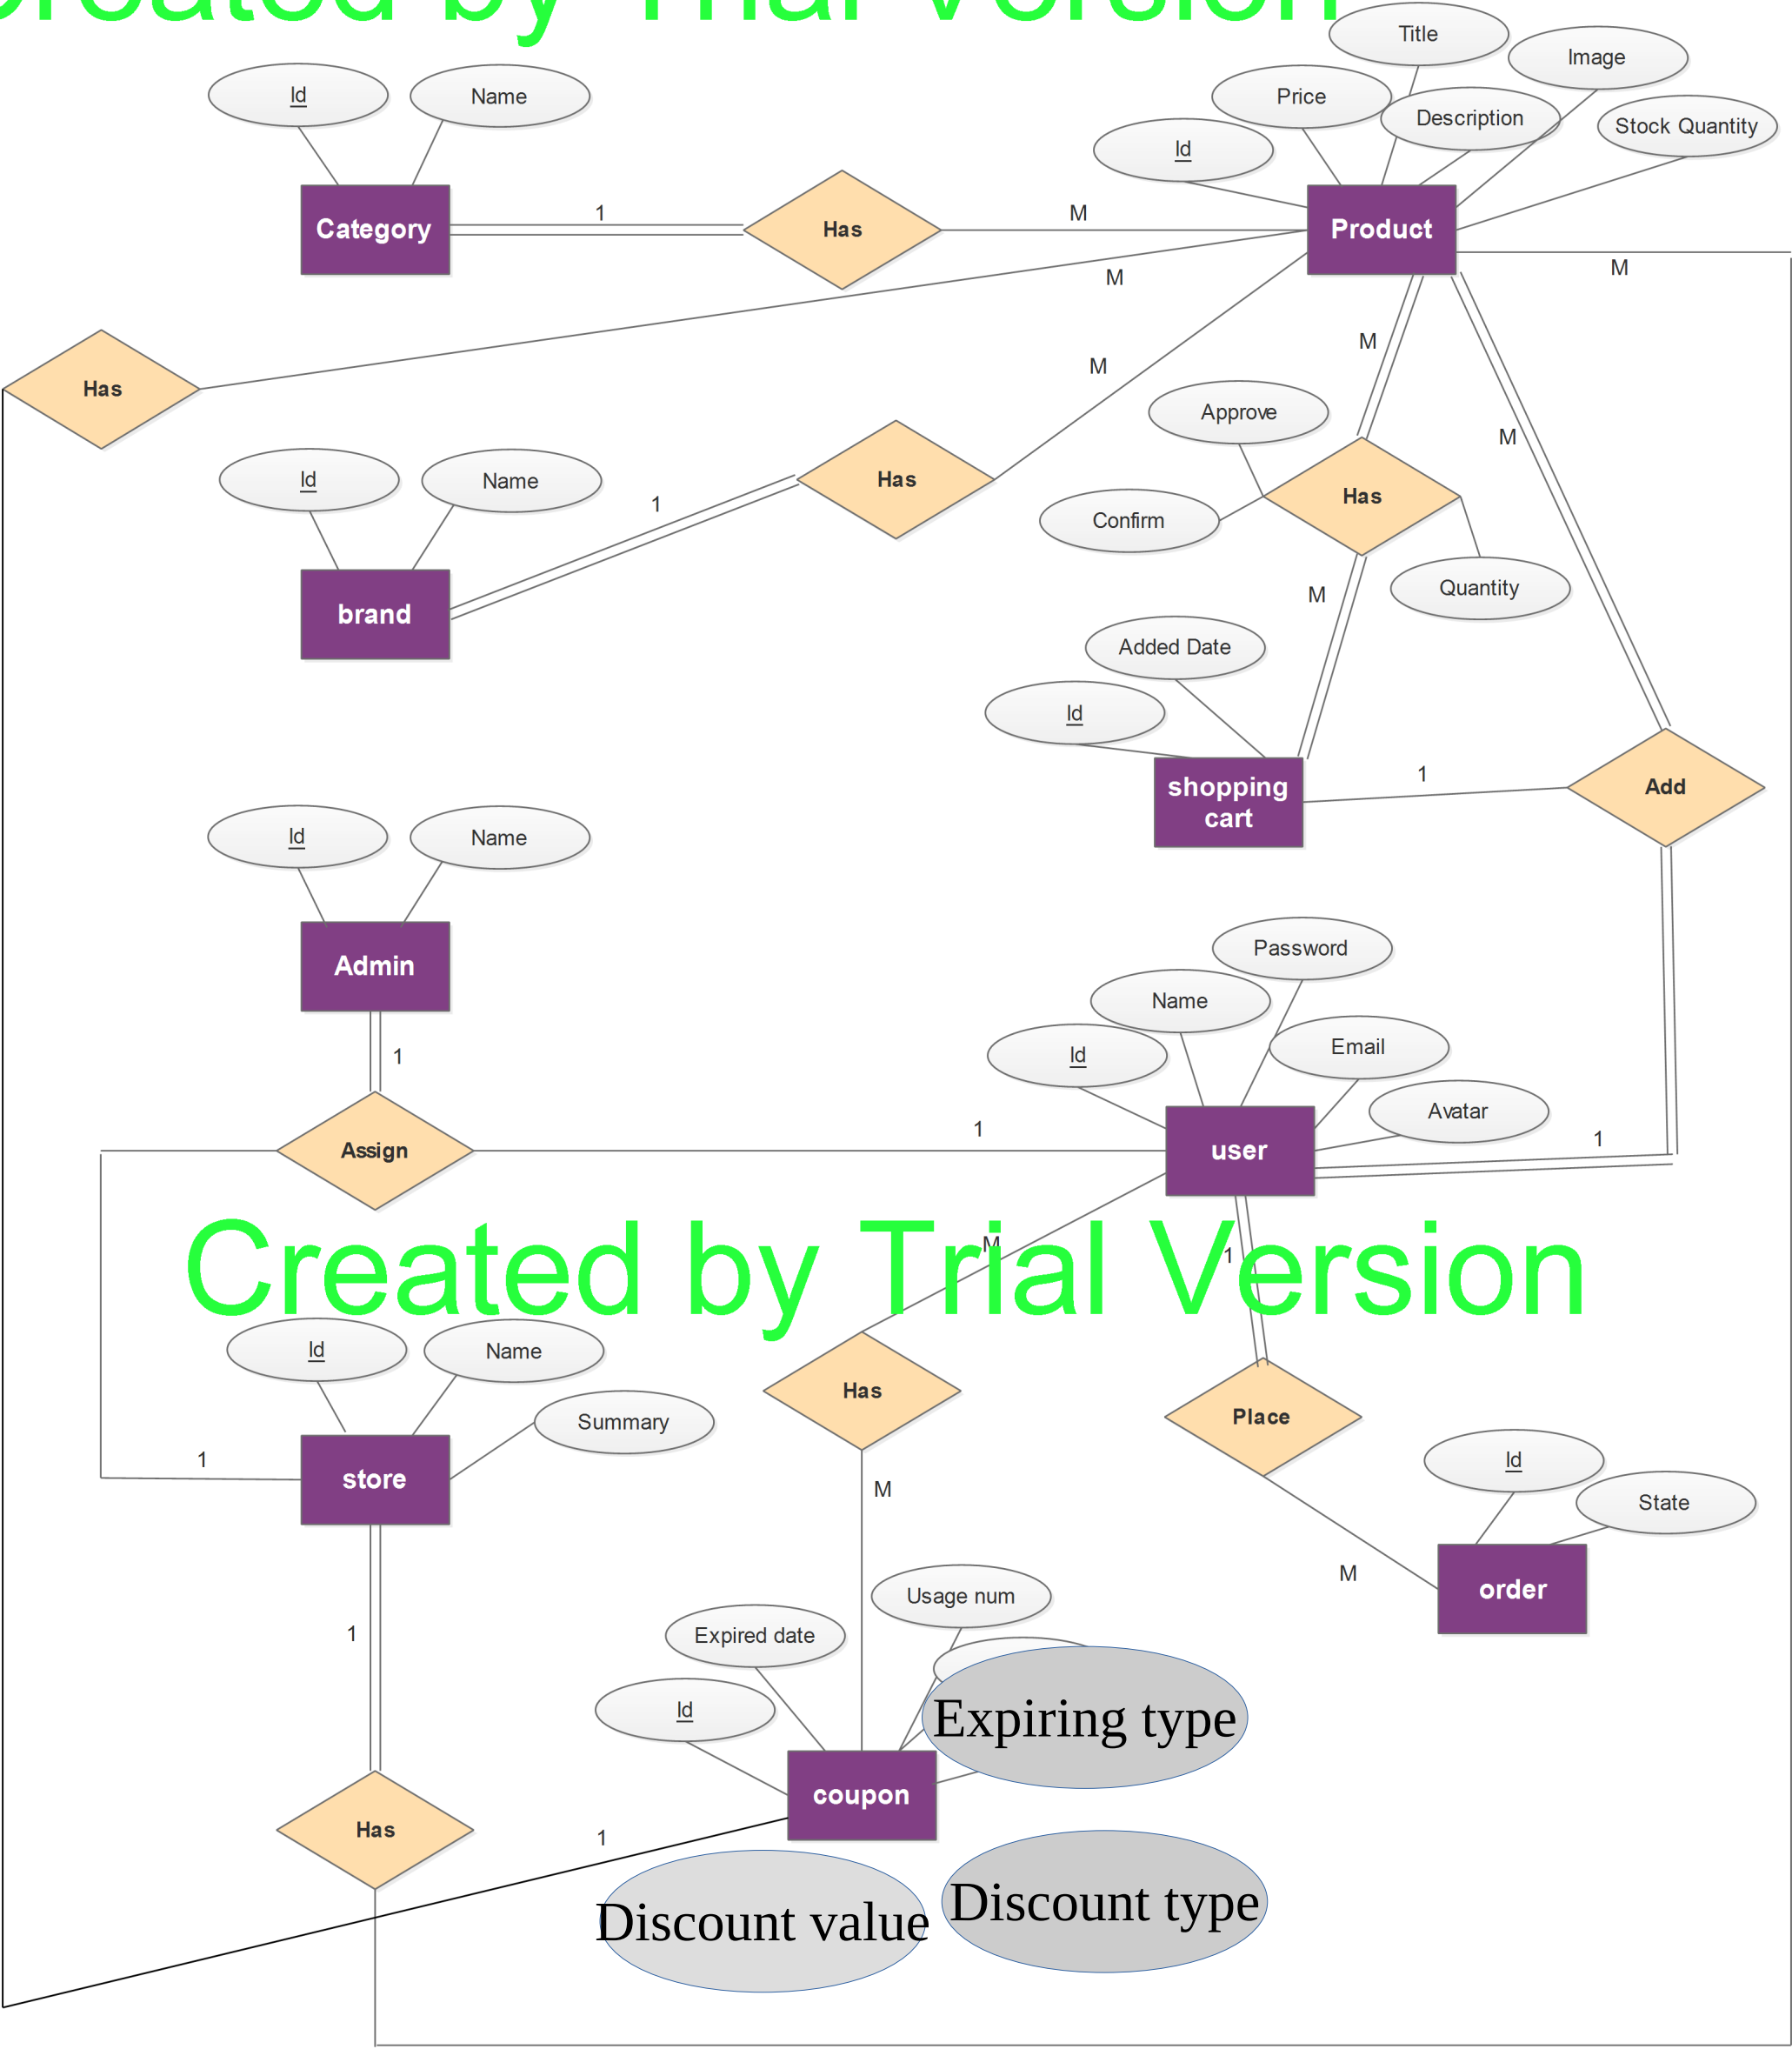 Created by Trial Version
Title
Image
Id
Name
Price
Description
Stock Quantity
Id
Category
1
Has
M
Product
M
M
M
Has
M
Approve
M
Id
Name
Has
Has
1
Confirm
Quantity
brand
M
Added Date
Id
shopping
cart
1
Add
Id
Name
Admin
Password
Name
Id
Email
1
Avatar
Assign
1
user
1
Created by Trial Version
M
1
Id
Name
Has
Place
Summary
1
store
M
Id
State
M
order
1
Usage num
Expired date
Id
Expiring type
coupon
Has
1
Discount value
Discount type